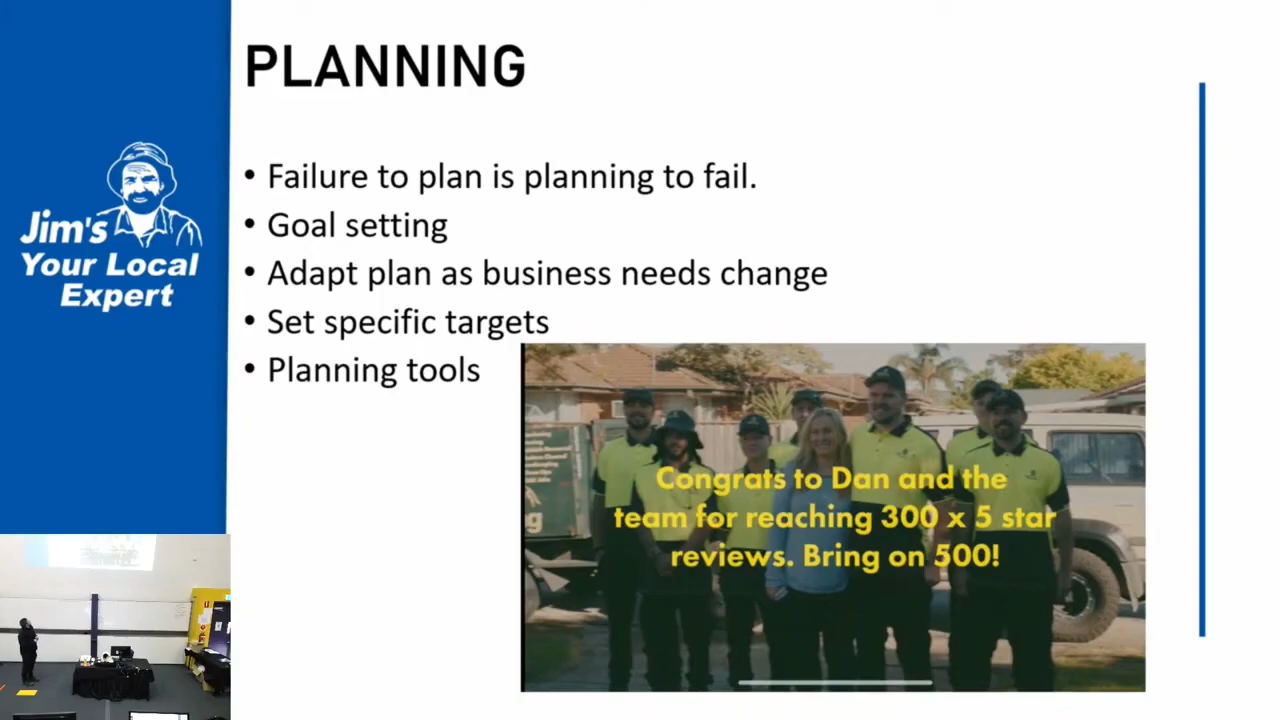 PLANNING
• Failure to plan is planning to fail.
• Goal setting
• Adapt plan as business needs change
• Set specific targets
• Planning tools
Jim's
Your Local
Expert
Congrats to Dan and the
team for reaching 300 x 5 star
reviews. Bring on 500!